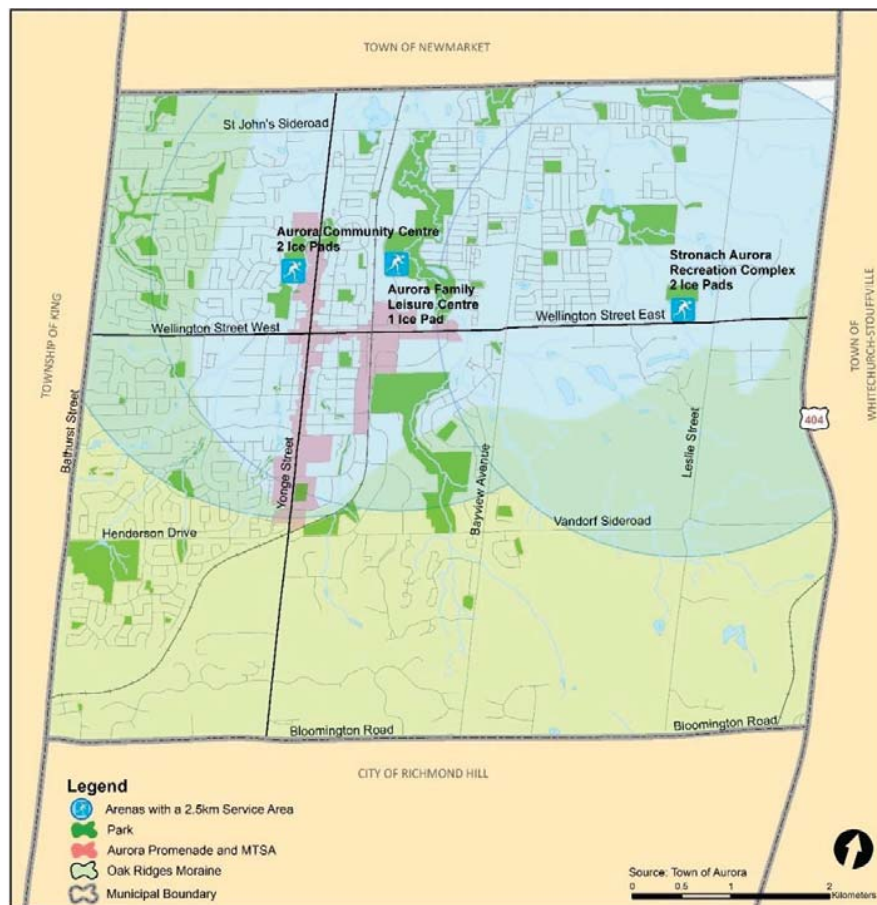 TOWN OF NEWMARKET
St John's Sideroad
Aurora Community Centre
2 Ice Pads
Aurora Family
Leisure Centre
1 Ice Pad
Stronach Aurora
Recreation Complex
2 Ice Pads
Wellington Street West
Wellington Street East
TOWNSHIP OF KING
TOWN OF
WHITECHURCH-STOUFFVILLE
Bathurst Street
Yonge Street
Bayview Avenue
Leslie Street
404
Henderson Drive
Vandorf Sideroad
Bloomington Road
Bloomington Road
CITY OF RICHMOND HILL
Legend
Arenas with a 2.5km Service Area
Park
Aurora Promenade and MTSA
Oak Ridges Moraine
Municipal Boundary
Source: Town of Aurora
0 0.5 1 2
Kilometers